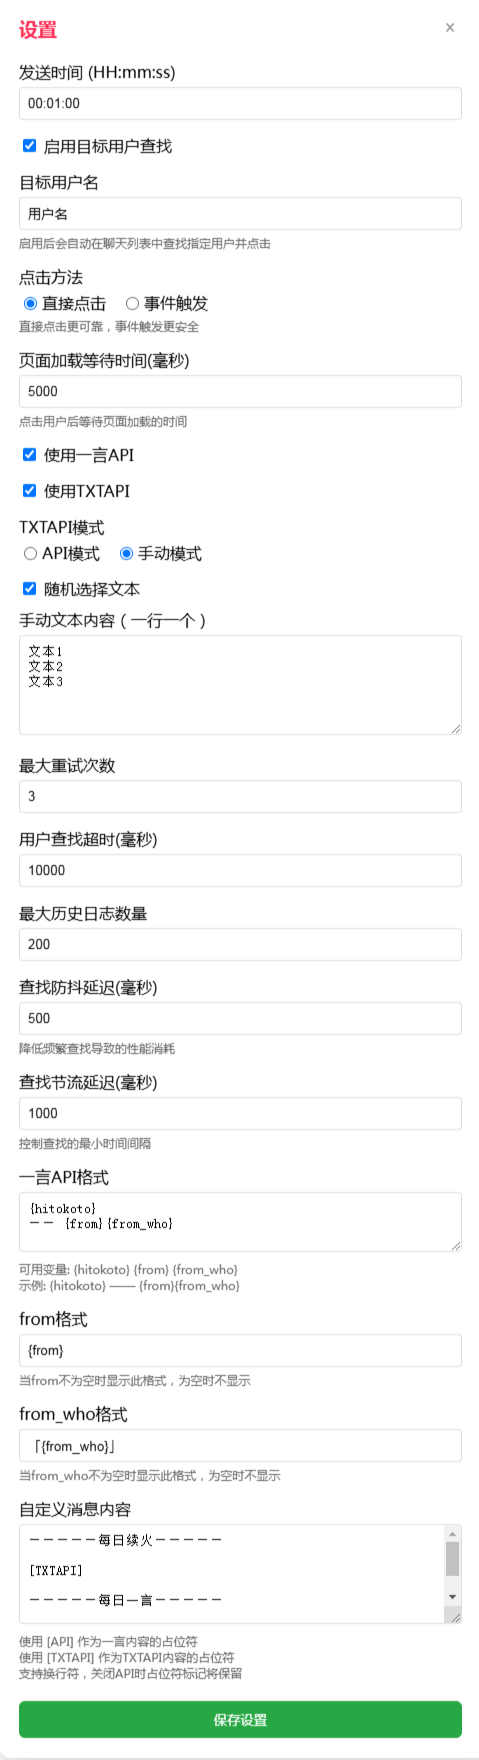 设置
×
发送时间 (HH:mm:ss)
00:01:00
启用目标用户查找
目标用户名
用户名
启用后会自动在聊天列表中查找指定用户并点击
点击方法
直接点击 事件触发
直接点击更可靠，事件触发更安全
页面加载等待时间(毫秒)
5000
点击用户后等待页面加载的时间
使用一言API
使用TXTAPI
TXTAPI模式
API模式 手动模式
随机选择文本
手动文本内容（一行一个）
文本1
文本2
文本3
最大重试次数
3
用户查找超时(毫秒)
10000
最大历史日志数量
200
查找防抖延迟(毫秒)
500
降低频繁查找导致的性能消耗
查找节流延迟(毫秒)
1000
控制查找的最小时间间隔
一言API格式
{hitokoto}
—— {from}{from_who}
可用变量: {hitokoto} {from} {from_who}
示例: {hitokoto} —— {from}{from_who}
from格式
{from}
当from不为空时显示此格式，为空时不显示
from_who格式
「{from_who}」
当from_who不为空时显示此格式，为空时不显示
自定义消息内容
—————每日续火—————
[TXTAPI]
—————每日一言—————
使用 [API] 作为一言内容的占位符
使用 [TXTAPI] 作为TXTAPI内容的占位符
支持换行符，关闭API时占位符标记将保留
保存设置